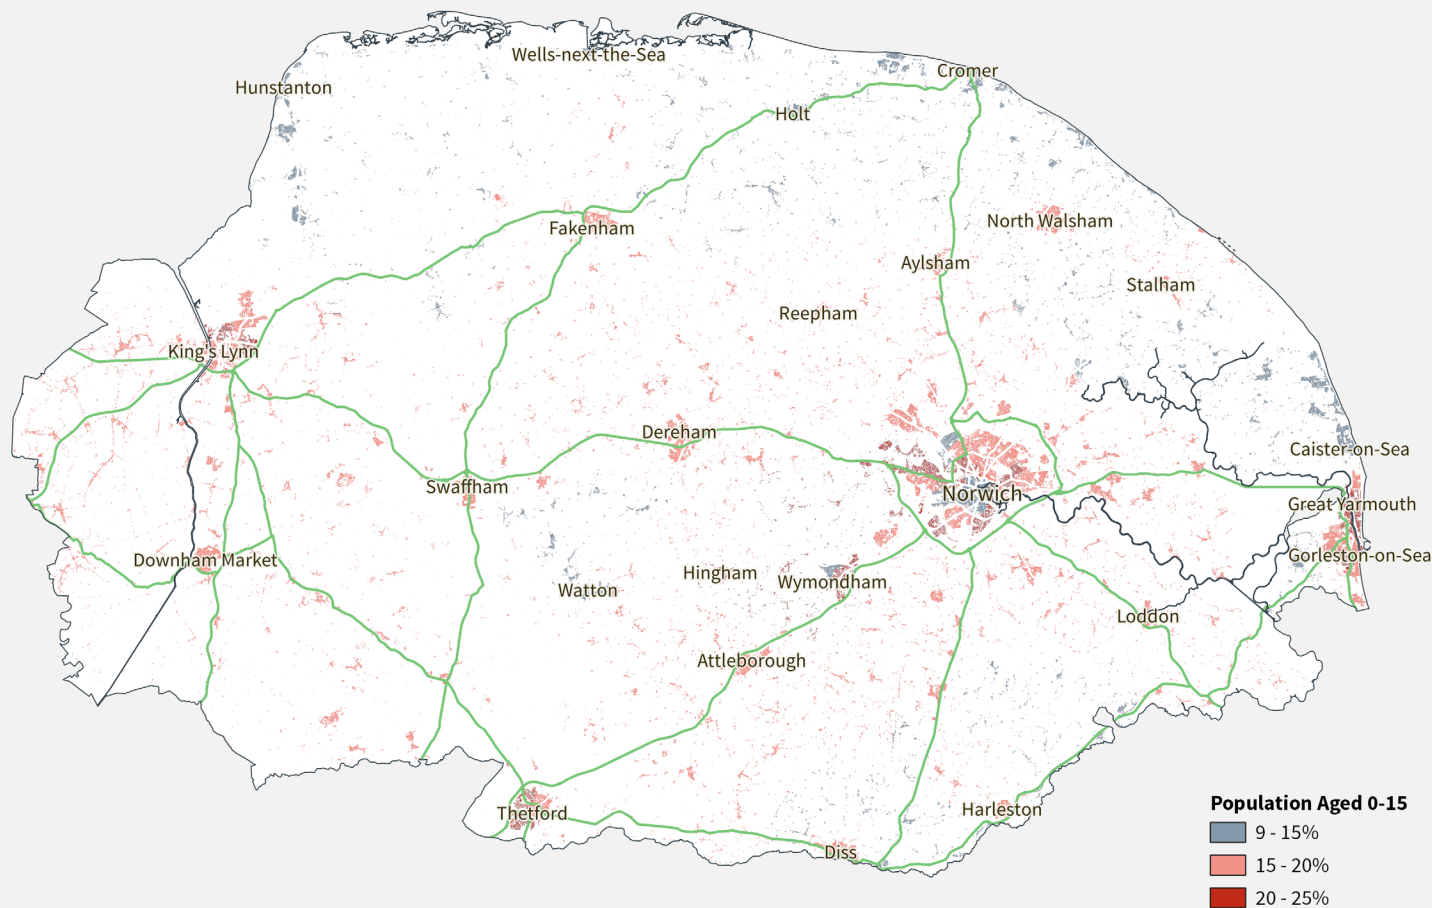 Wells-next-the-Sea
Cromer
Hunstanton
Holt
North Walsham
Fakenham
Aylsham
Stalham
Reepham
King's Lynn
Dereham
Caister-on-Sea
Swaffham
Norwich
Great Yarmouth
Gorleston-on-Sea
Downham Market
Hingham
Wymondham
Watton
Loddon
Attleborough
Thetford
Harleston
Diss
Population Aged 0-15
9 - 15%
15 - 20%
20 - 25%